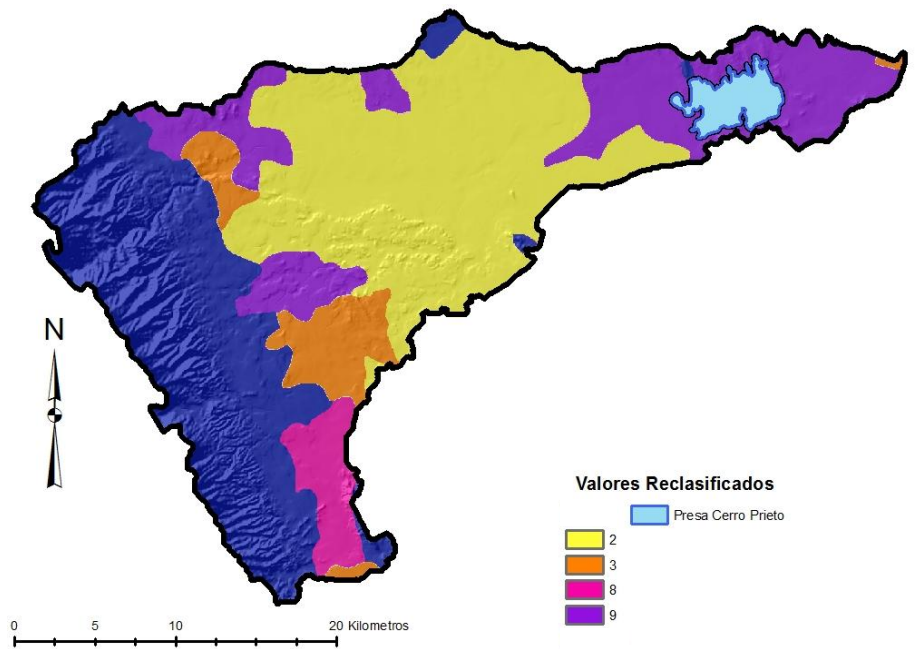 N
Valores Reclasificados
Presa Cerro Prieto
2
3
8
9
0 5 10 20 Kilometros